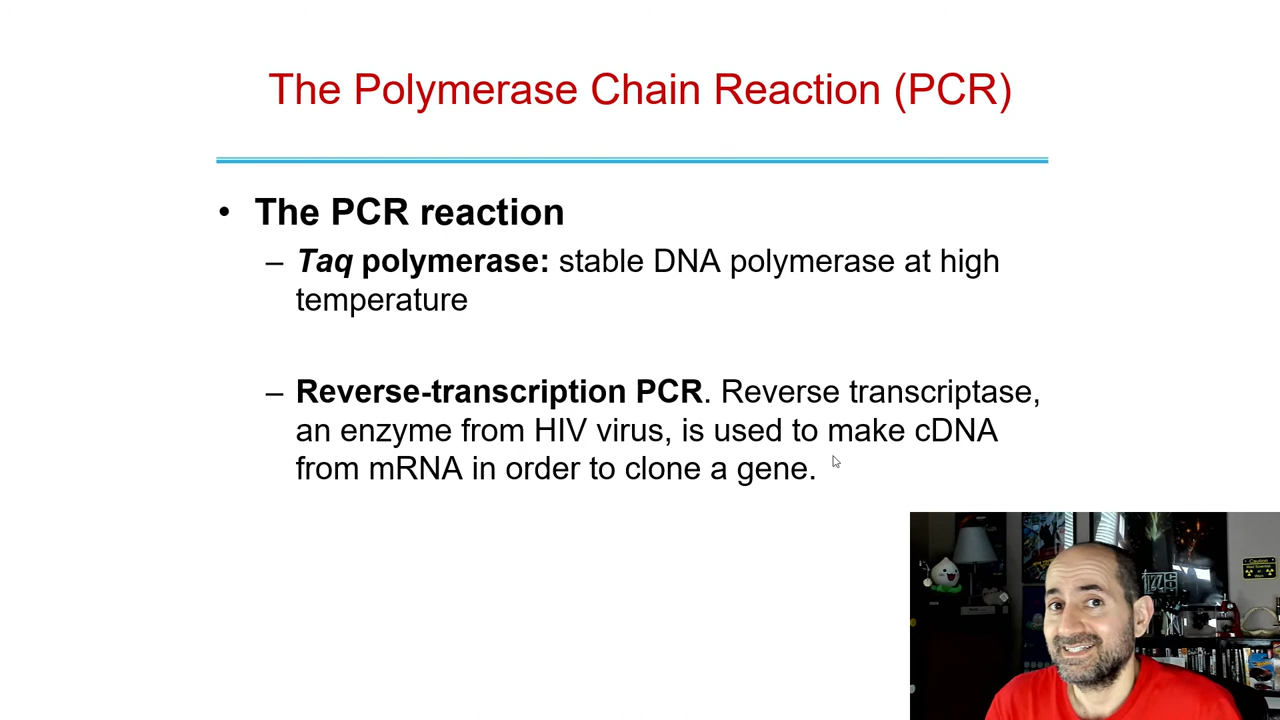 The Polymerase Chain Reaction (PCR)
• The PCR reaction
– Taq polymerase: stable DNA polymerase at high
temperature
– Reverse-transcription PCR. Reverse transcriptase,
an enzyme from HIV virus, is used to make cDNA
from mRNA in order to clone a gene.
Caution